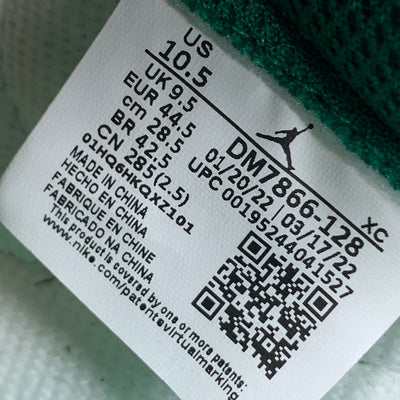 US
10.5
UK 9.5
EUR 44.5
cm 28.5
BR 42.5
CN 285(2.5)
01HQ6HKQXZ101
MADE IN CHINA
HECHO EN CHINA
FABRIQUE EN CHINE
FABRICADO NA CHINA
This product is covered by one or more patents:
www.nike.com/patentsvirtualmarking
DM7866-128 XC
01/20/22 | 03/17/22
UPC 00195244041527